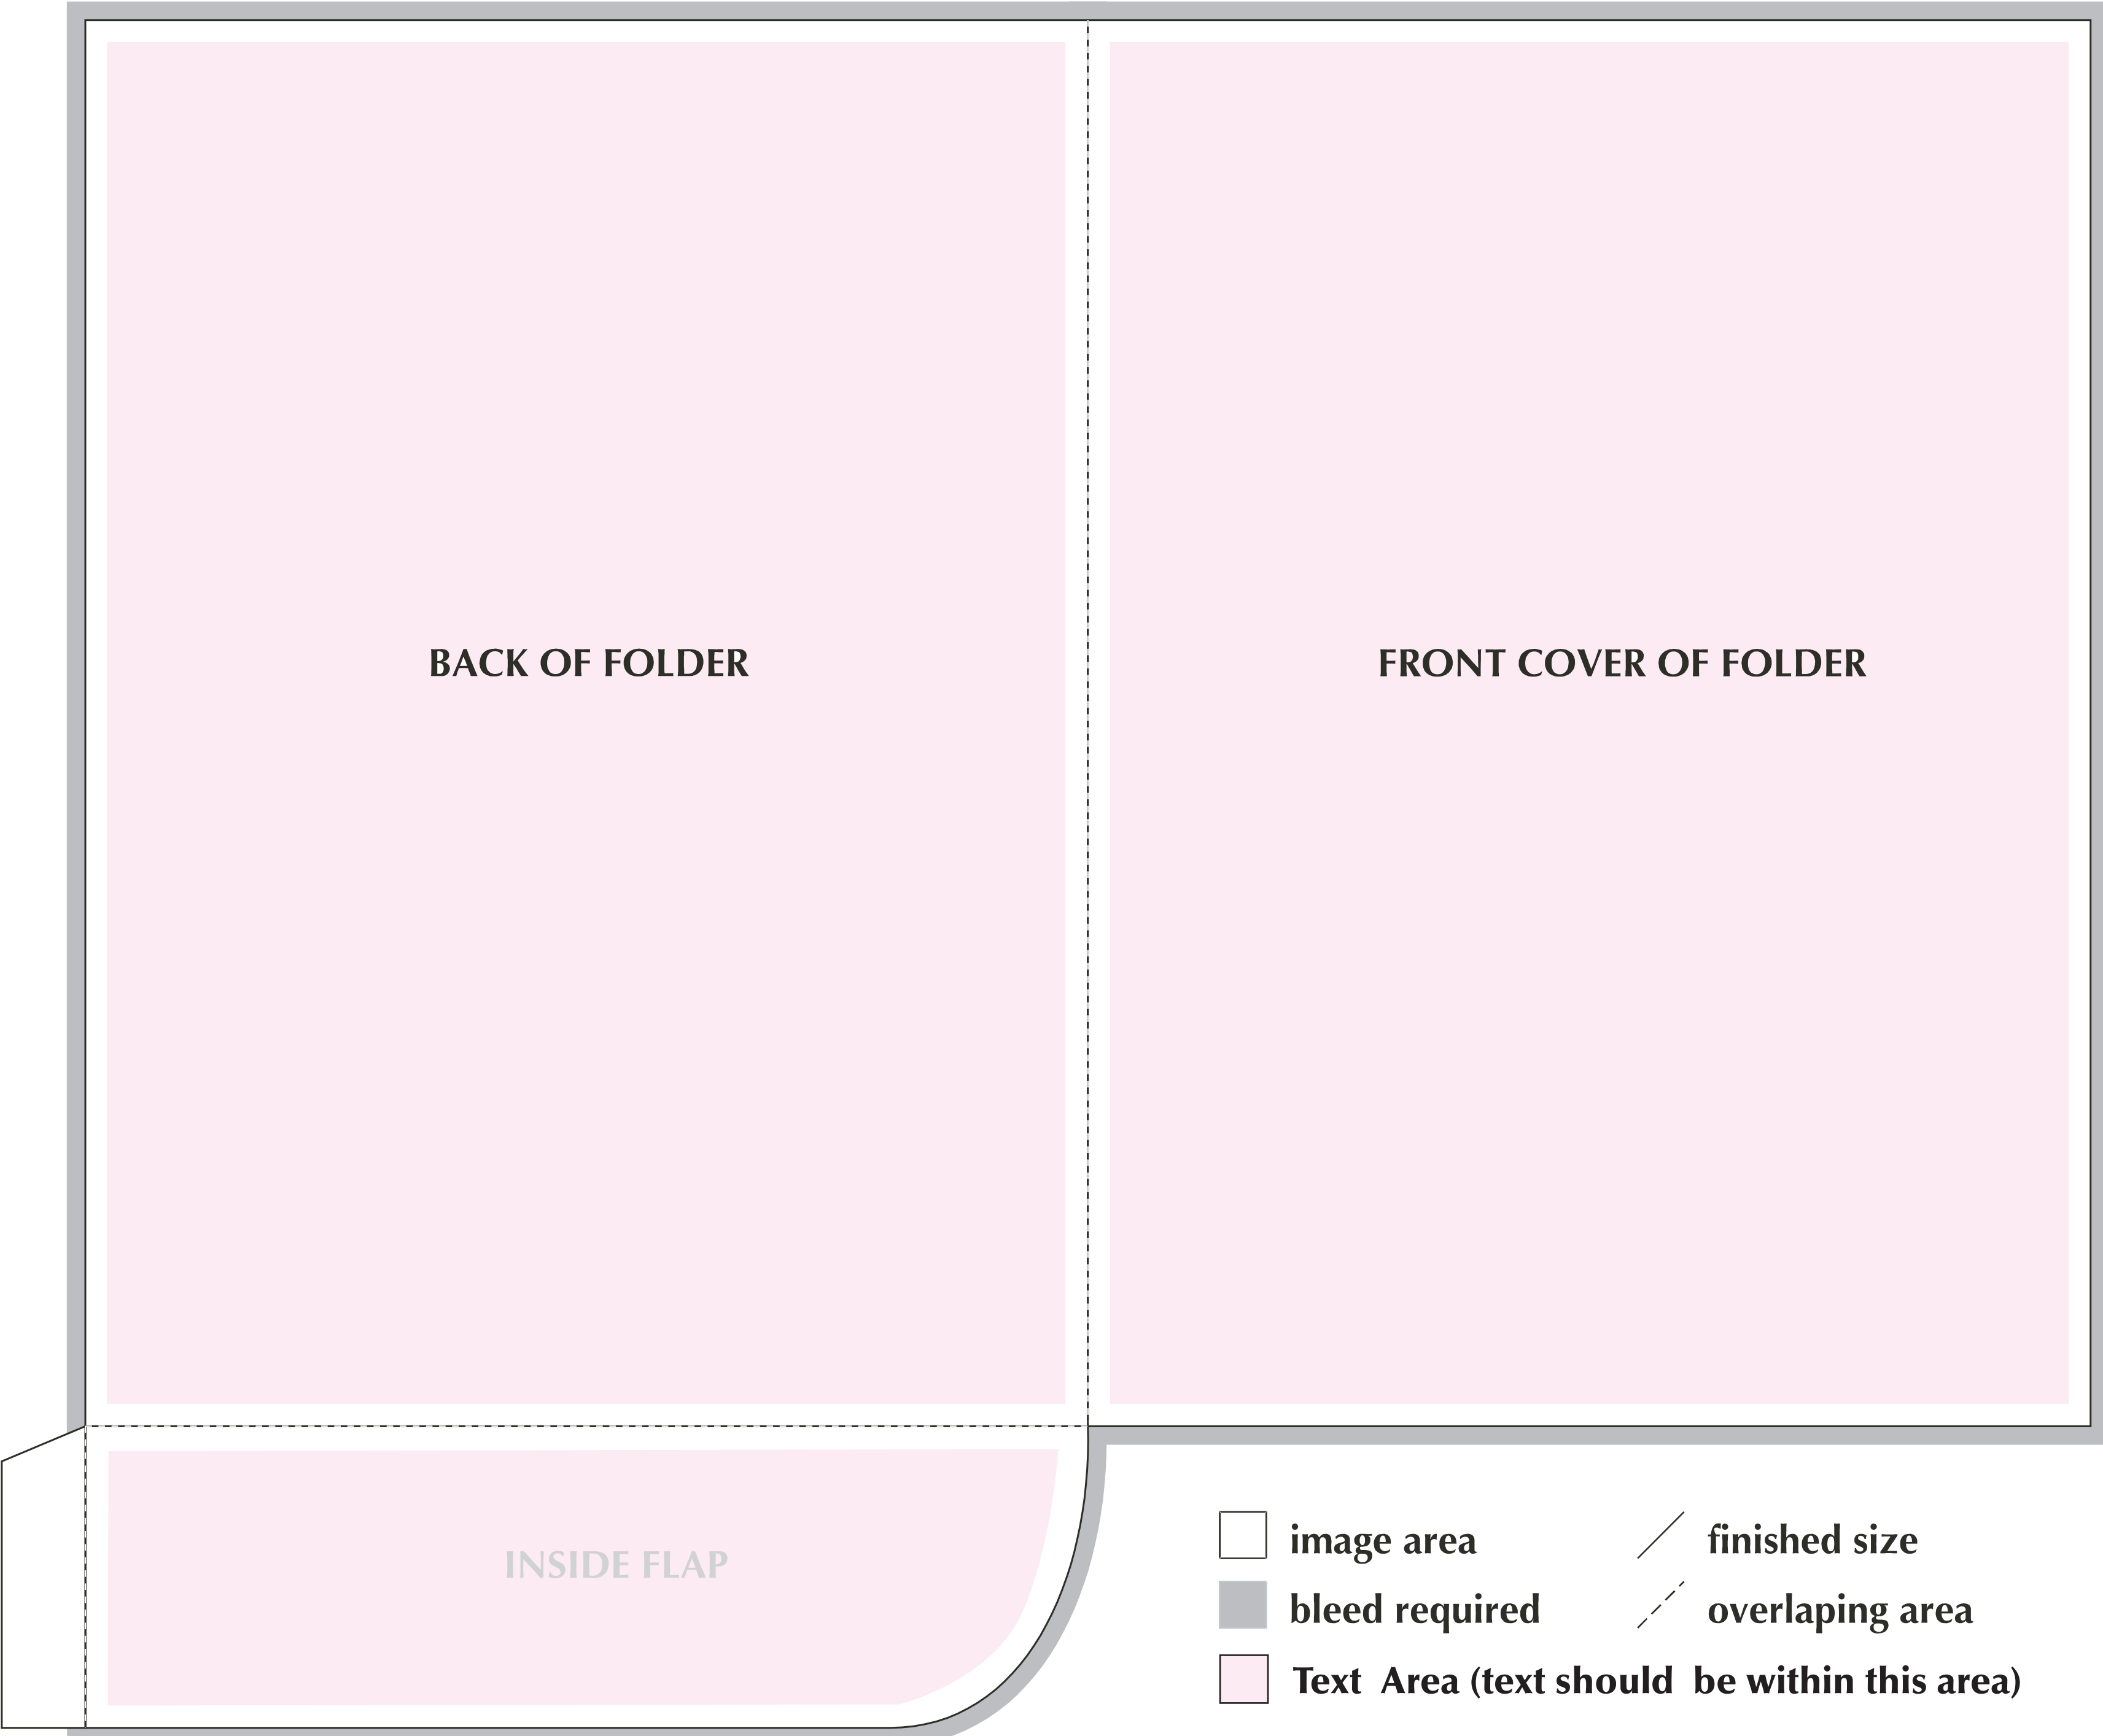 BACK OF FOLDER
FRONT COVER OF FOLDER
INSIDE FLAP
image area
finished size
bleed required
overlaping area
Text Area (text should be within this area)